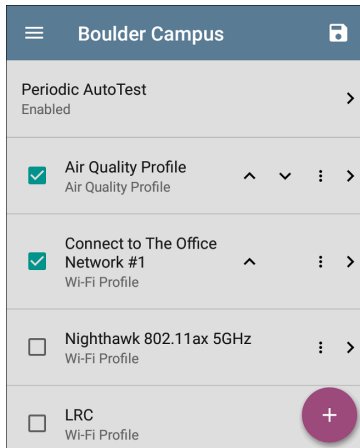 Boulder Campus
Periodic AutoTest
Enabled
Air Quality Profile
Air Quality Profile
Connect to The Office
Network #1
Wi-Fi Profile
Nighthawk 802.11ax 5GHz
Wi-Fi Profile
LRC
Wi-Fi Profile